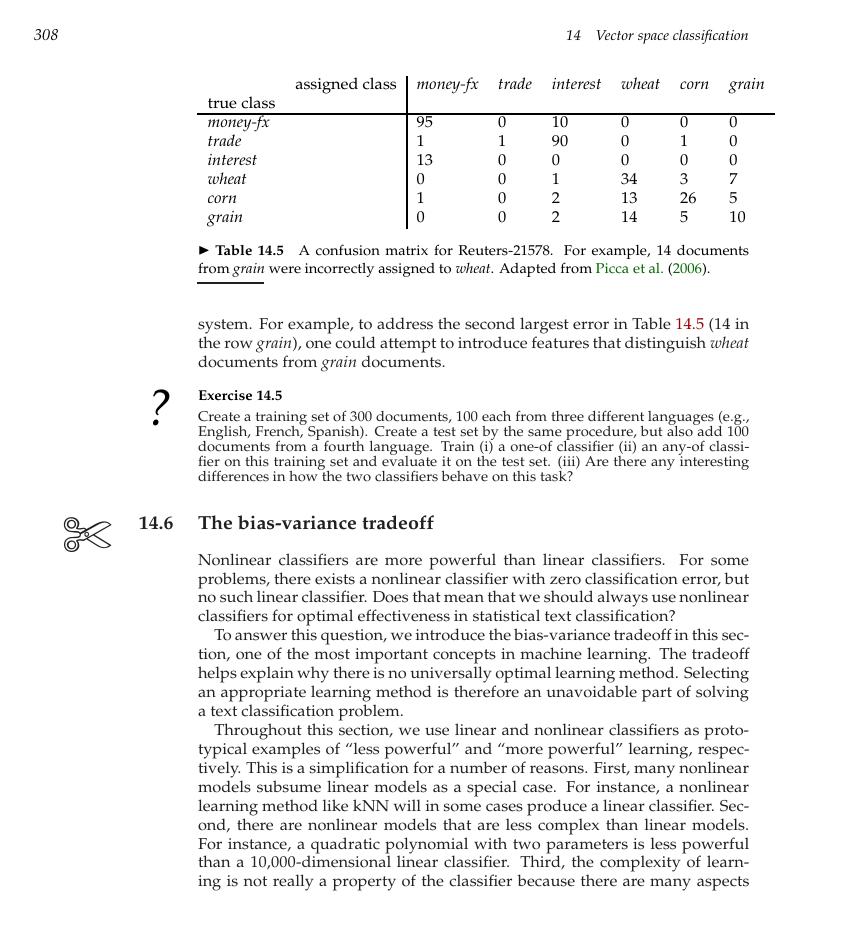 308
14 Vector space classification
assigned class money-fx trade interest wheat corn grain
true class
money-fx 95 0 10 0 0 0
trade 1 1 90 0 1 0
interest 13 0 0 0 0 0
wheat 0 0 1 34 3 7
corn 1 0 2 13 26 5
grain 0 0 2 14 5 10
► Table 14.5 A confusion matrix for Reuters-21578. For example, 14 documents
from grain were incorrectly assigned to wheat. Adapted from Picca et al. (2006).
system. For example, to address the second largest error in Table 14.5 (14 in
the row grain), one could attempt to introduce features that distinguish wheat
documents from grain documents.
? Exercise 14.5
Create a training set of 300 documents, 100 each from three different languages (e.g.,
English, French, Spanish). Create a test set by the same procedure, but also add 100
documents from a fourth language. Train (i) a one-of classifier (ii) an any-of classi-
fier on this training set and evaluate it on the test set. (iii) Are there any interesting
differences in how the two classifiers behave on this task?
14.6 The bias-variance tradeoff
Nonlinear classifiers are more powerful than linear classifiers. For some
problems, there exists a nonlinear classifier with zero classification error, but
no such linear classifier. Does that mean that we should always use nonlinear
classifiers for optimal effectiveness in statistical text classification?
To answer this question, we introduce the bias-variance tradeoff in this sec-
tion, one of the most important concepts in machine learning. The tradeoff
helps explain why there is no universally optimal learning method. Selecting
an appropriate learning method is therefore an unavoidable part of solving
a text classification problem.
Throughout this section, we use linear and nonlinear classifiers as proto-
typical examples of “less powerful” and “more powerful” learning, respec-
tively. This is a simplification for a number of reasons. First, many nonlinear
models subsume linear models as a special case. For instance, a nonlinear
learning method like kNN will in some cases produce a linear classifier. Sec-
ond, there are nonlinear models that are less complex than linear models.
For instance, a quadratic polynomial with two parameters is less powerful
than a 10,000-dimensional linear classifier. Third, the complexity of learn-
ing is not really a property of the classifier because there are many aspects